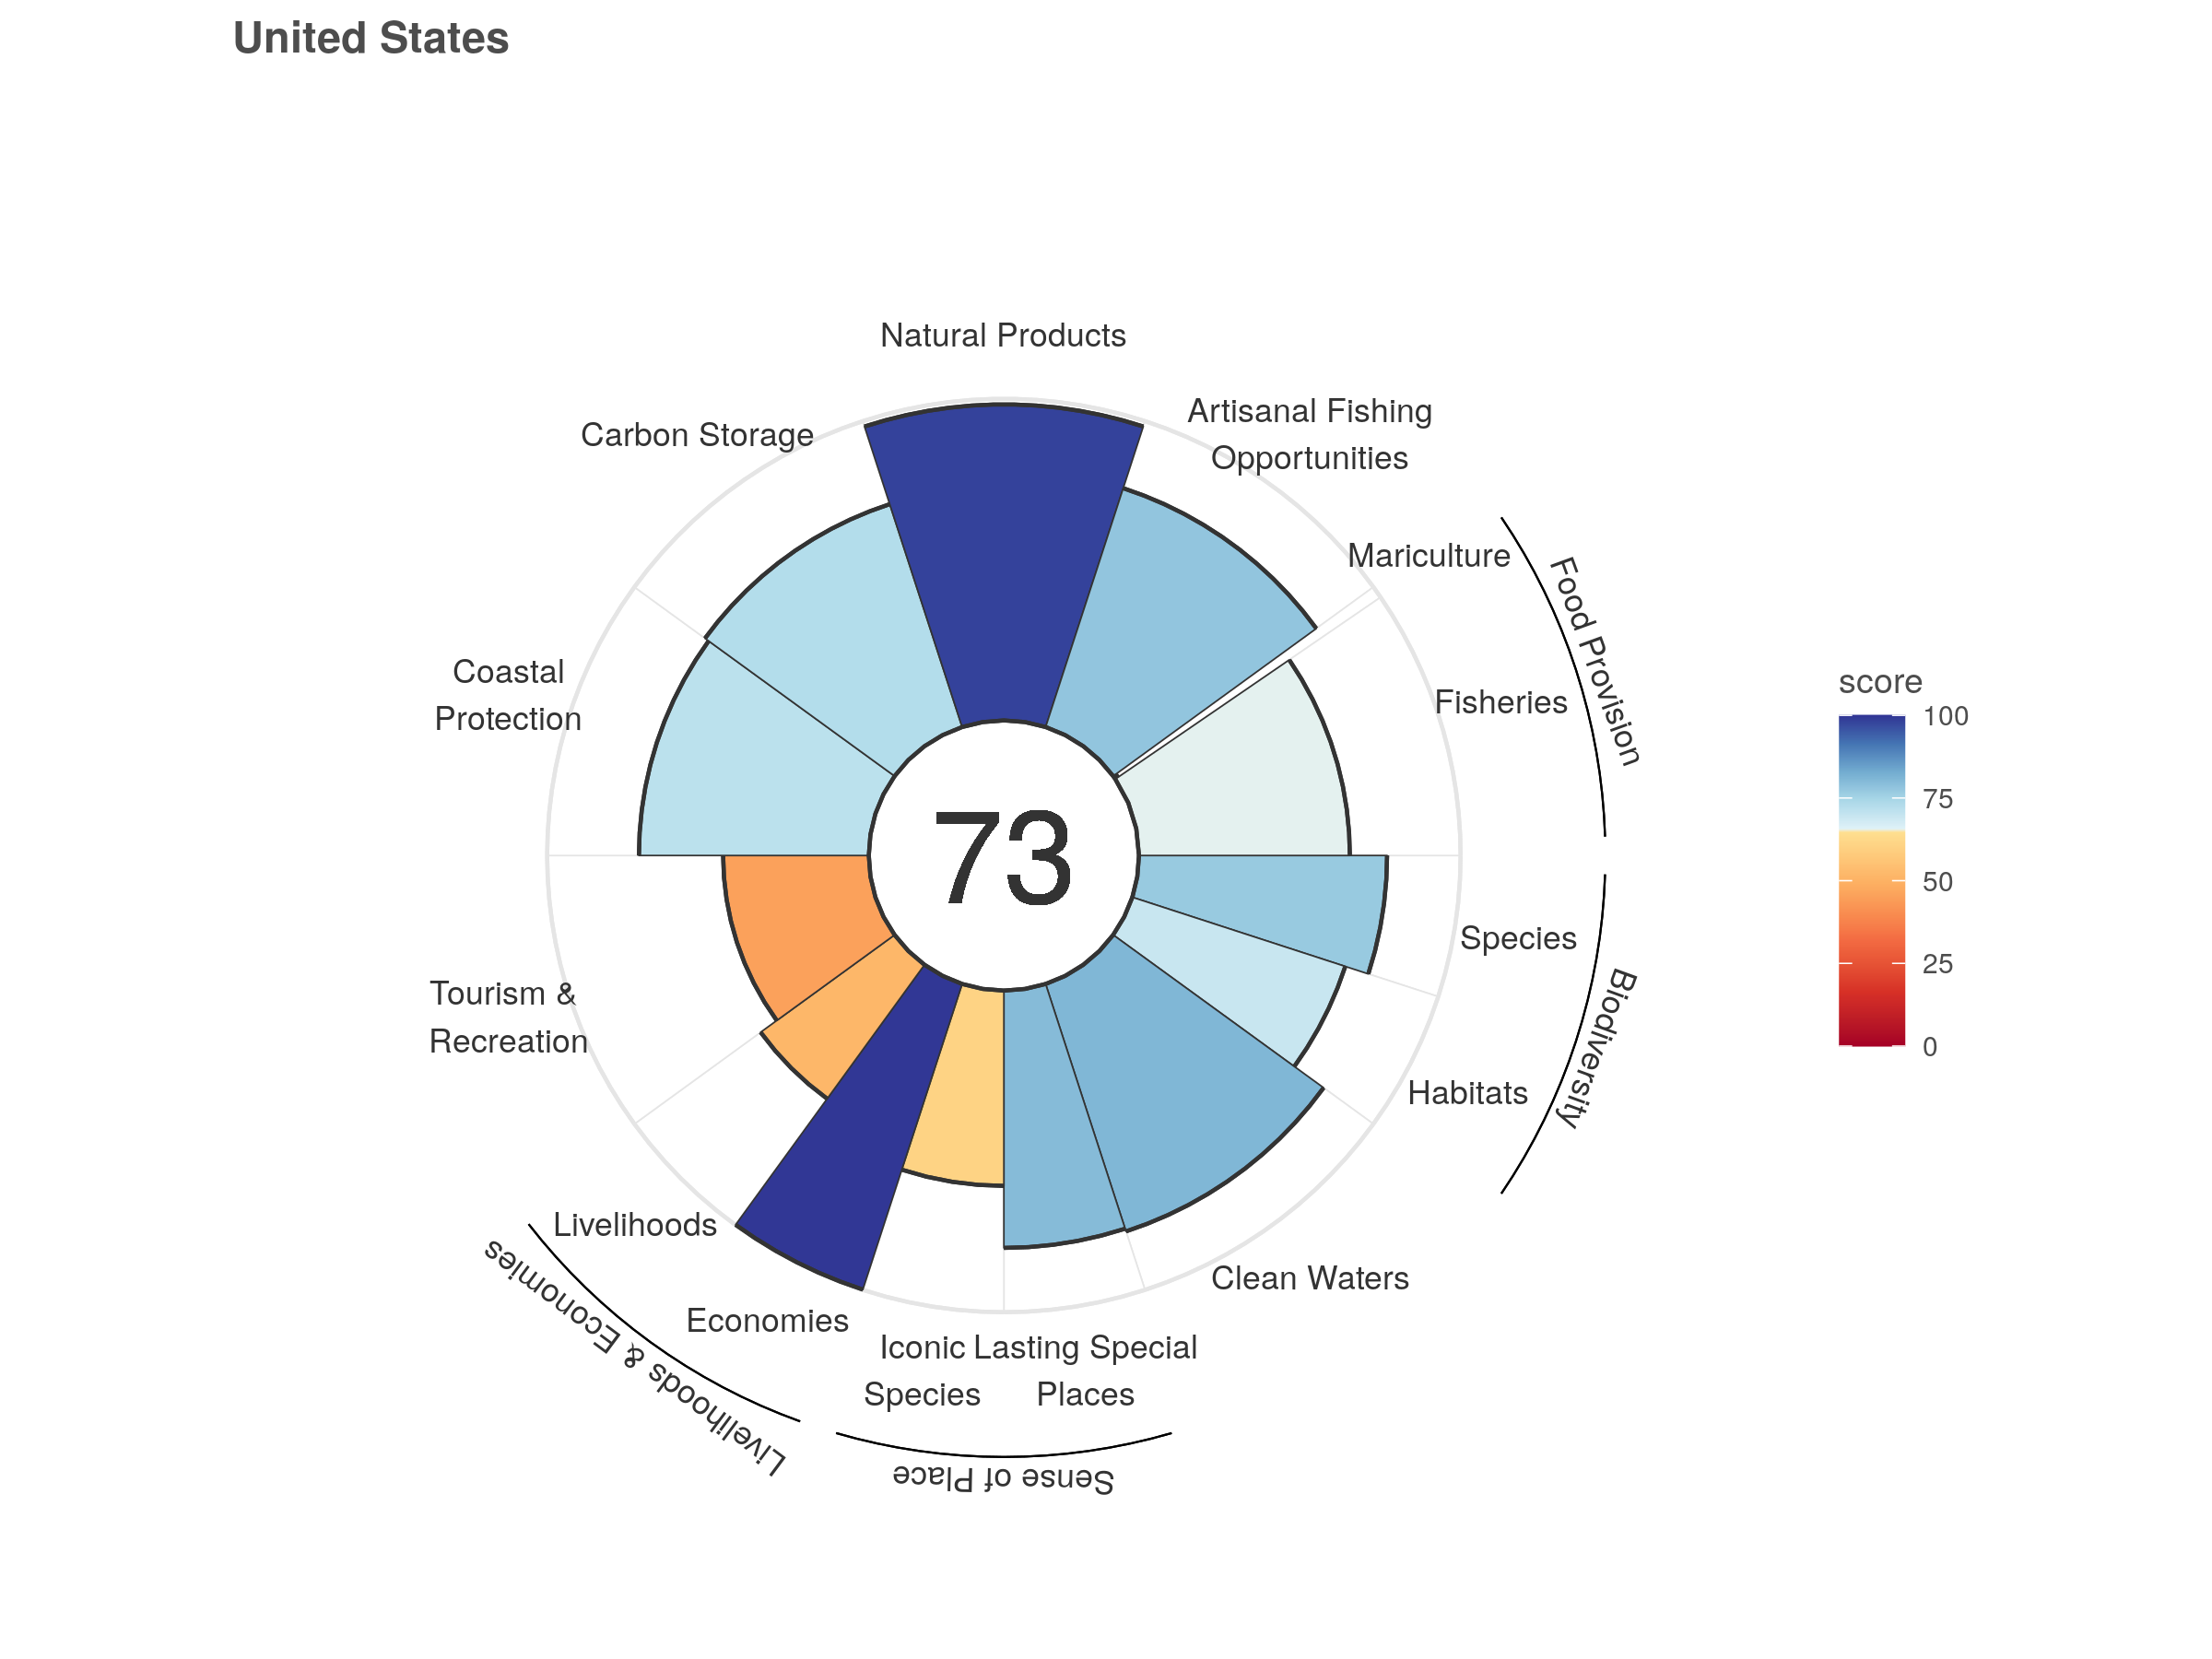 United States
Natural Products
Artisanal Fishing
Opportunities
Carbon Storage
Mariculture
Food Provision
Coastal
Protection
Fisheries
73
Species
Biodiversity
Habitats
Tourism &
Recreation
Clean Waters
Livelihoods
Economies
Livelihoods & Economies
Iconic
Species
Lasting Special
Places
Sense of Place
score
100
75
50
25
0